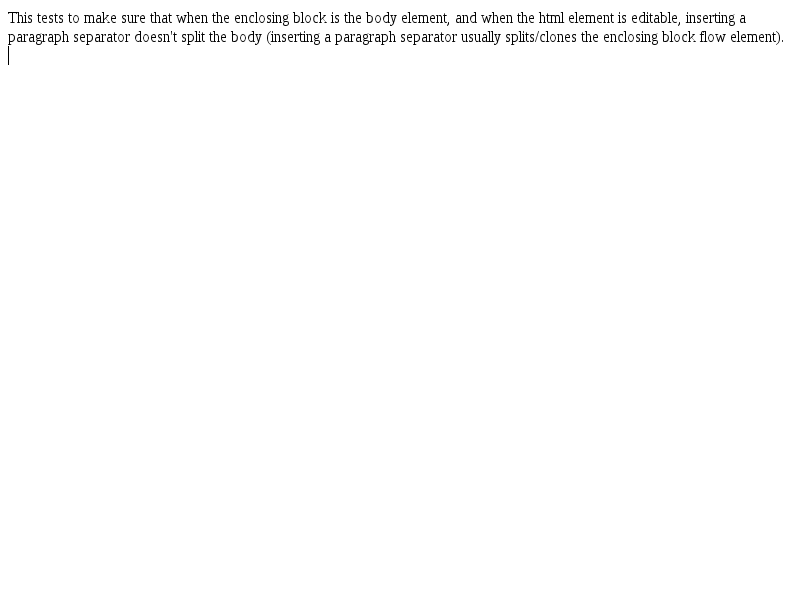 This tests to make sure that when the enclosing block is the body element, and when the html element is editable, inserting a
paragraph separator doesn't split the body (inserting a paragraph separator usually splits/clones the enclosing block flow element).